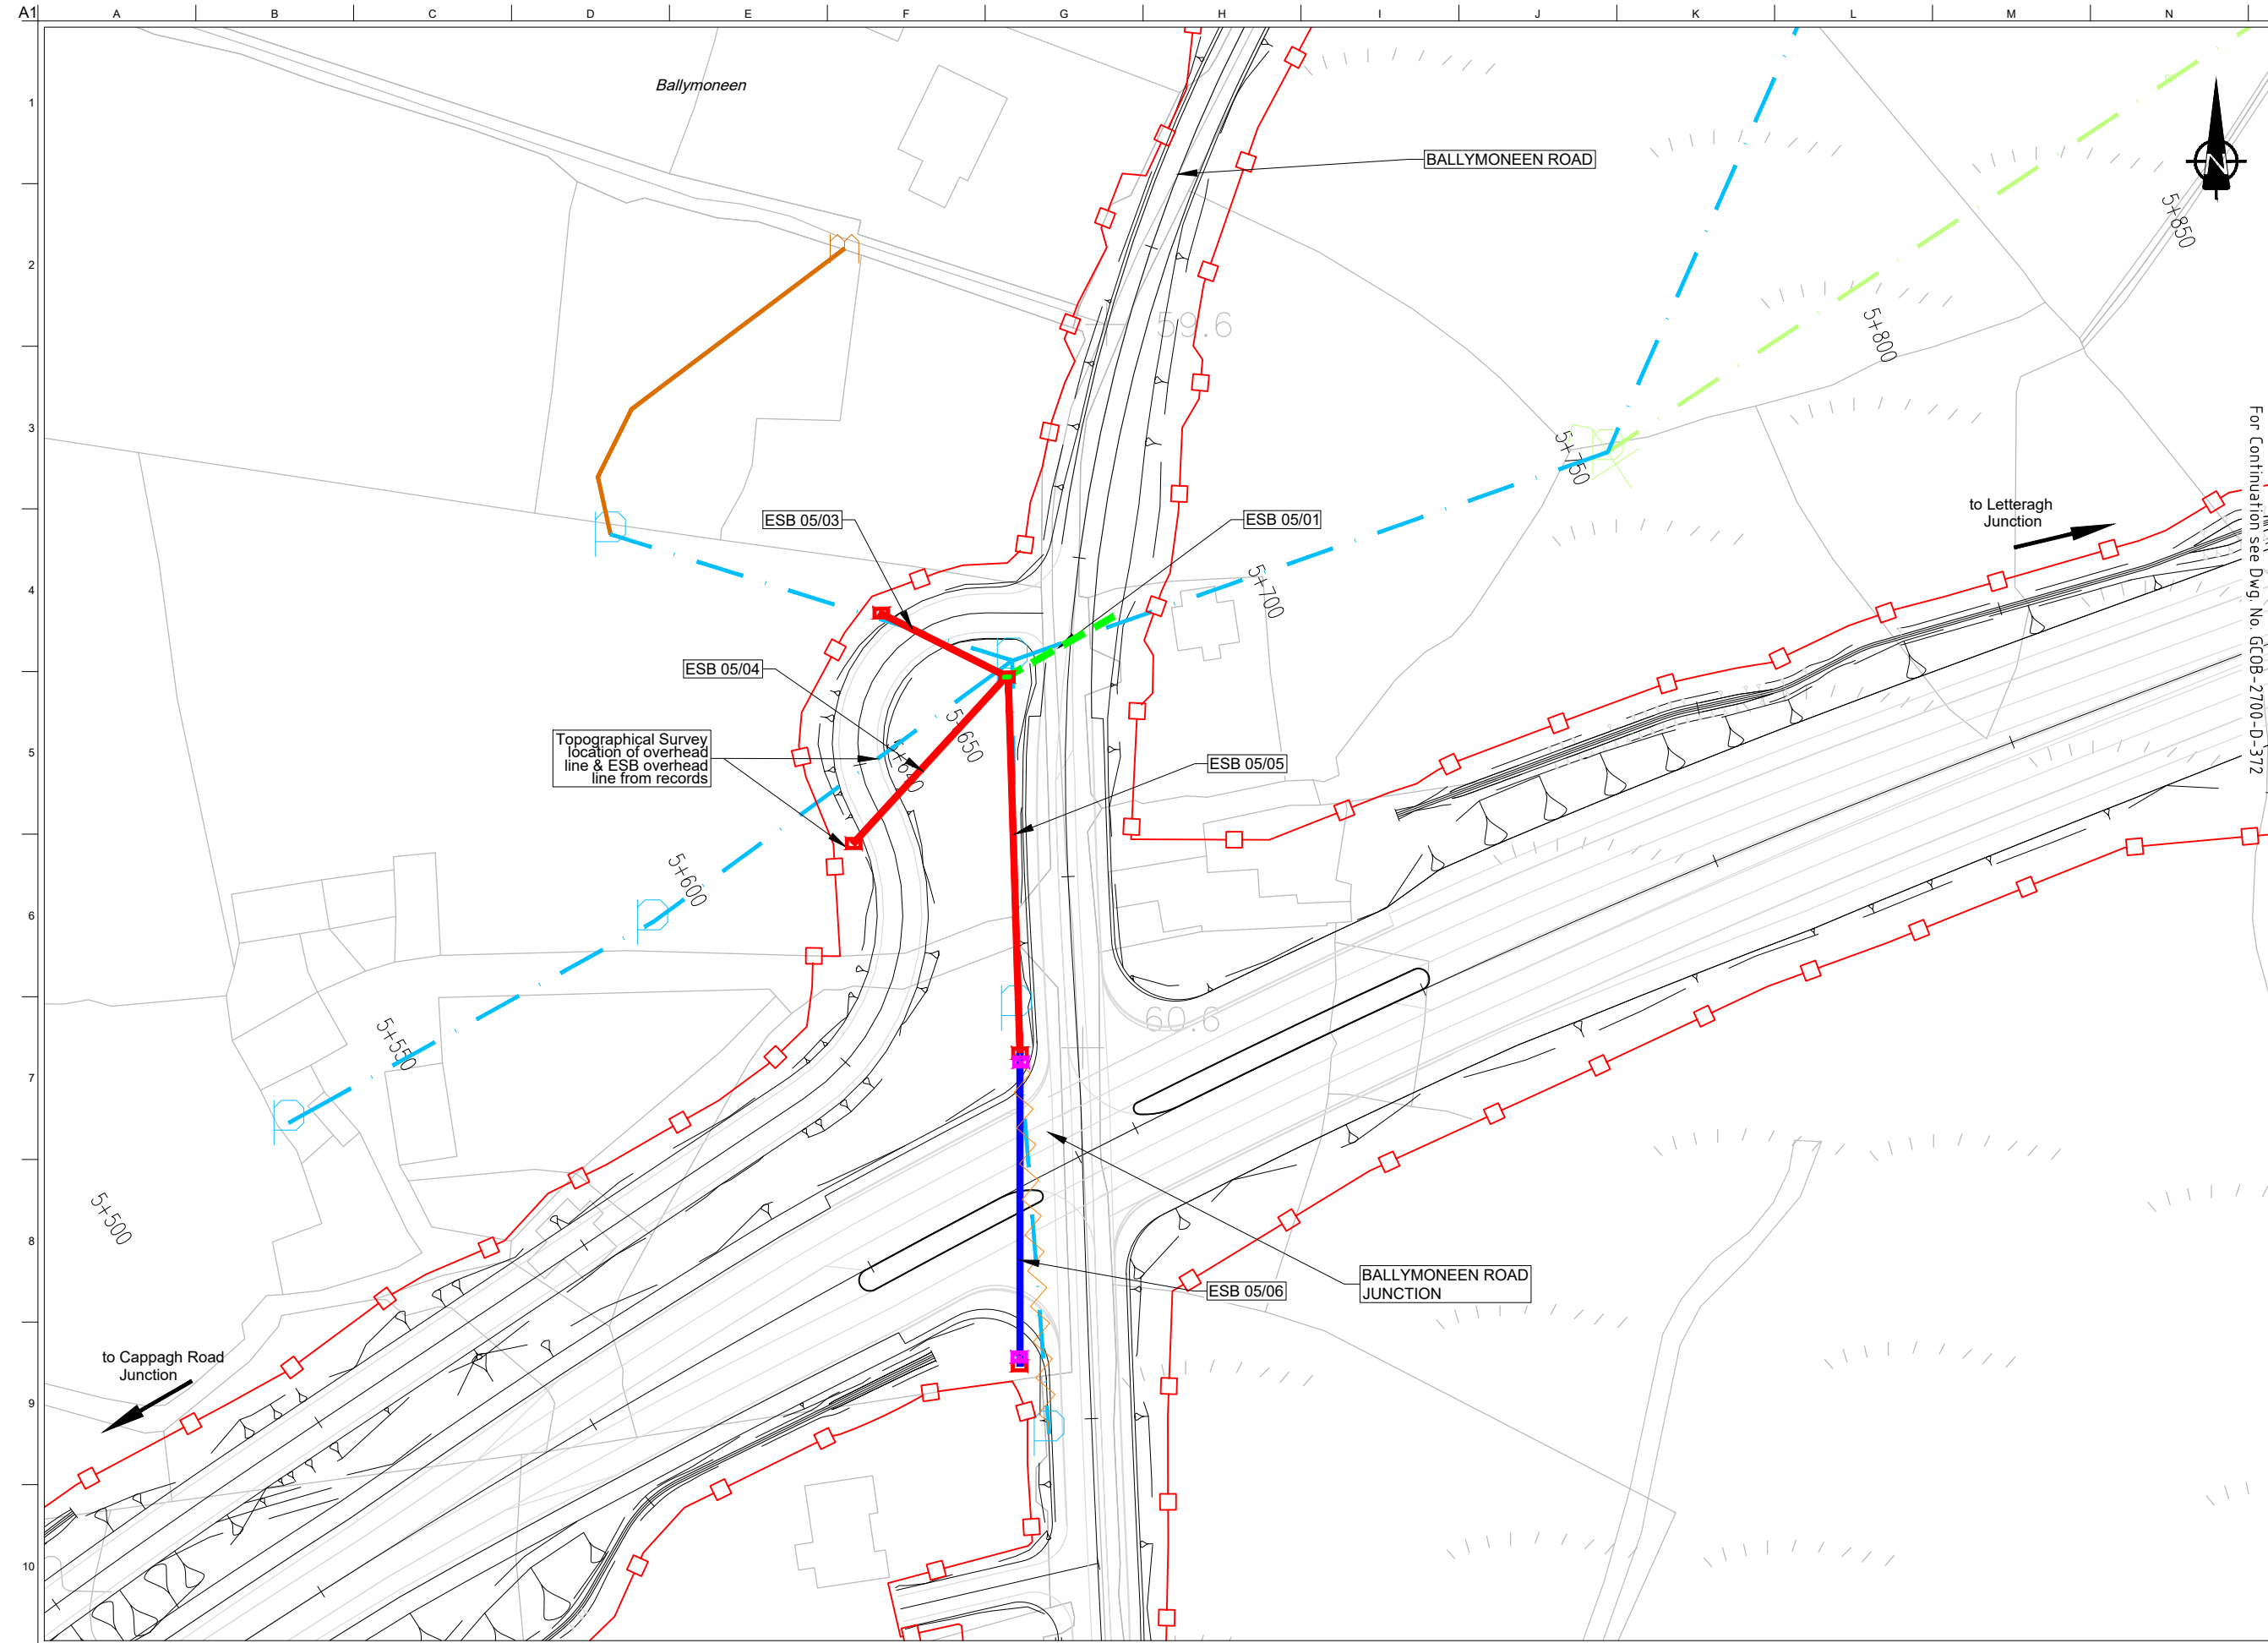 A1
A B C D E F G H I J K L M N
1
2
3
4
5
6
7
8
9
10
Ballymoneen
BALLYMONEEN ROAD
N
5+850
59.6
5+800
For Continuation see Dwg. No. GCOB-2700-D-372
5+750
to Letteragh
Junction
ESB 05/03
ESB 05/01
5+700
ESB 05/04
5+650
Topographical Survey
location of overhead
line & ESB overhead
line from records
ESB 05/05
5+600
60.6
5+550
5+500
BALLYMONEEN ROAD
JUNCTION
ESB 05/06
to Cappagh Road
Junction